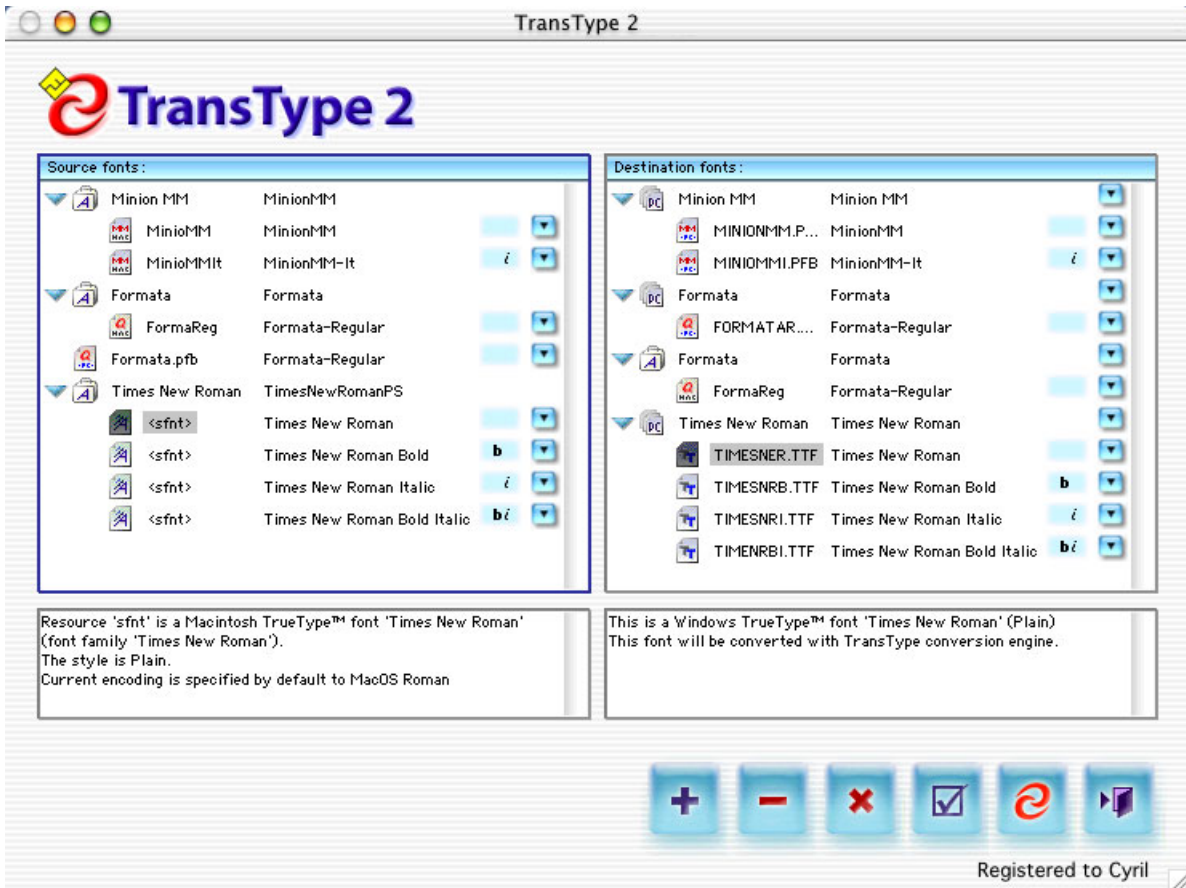 TransType 2
TransType 2
Source fonts:
Minion MM MinionMM
MinioMM MinionMM
MinioMMIt MinionMM-It i
Formata Formata
FormaReg Formata-Regular
Formata.pfb Formata-Regular
Times New Roman TimesNewRomanPS
<sfnt> Times New Roman
<sfnt> Times New Roman Bold b
<sfnt> Times New Roman Italic i
<sfnt> Times New Roman Bold Italic bi
Destination fonts:
Minion MM Minion MM
MINIONMM.P... MinionMM
MINIOMMI.PFB MinionMM-It i
Formata Formata
FORMATAR.... Formata-Regular
Formata Formata
FormaReg Formata-Regular
Times New Roman Times New Roman
TIMESNER.TTF Times New Roman
TIMESNRB.TTF Times New Roman Bold b
TIMESNRI.TTF Times New Roman Italic i
TIMENRBI.TTF Times New Roman Bold Italic bi
Resource 'sfnt' is a Macintosh TrueType™ font 'Times New Roman'
(font family 'Times New Roman').
The style is Plain.
Current encoding is specified by default to MacOS Roman
This is a Windows TrueType™ font 'Times New Roman' (Plain)
This font will be converted with TransType conversion engine.
Registered to Cyril